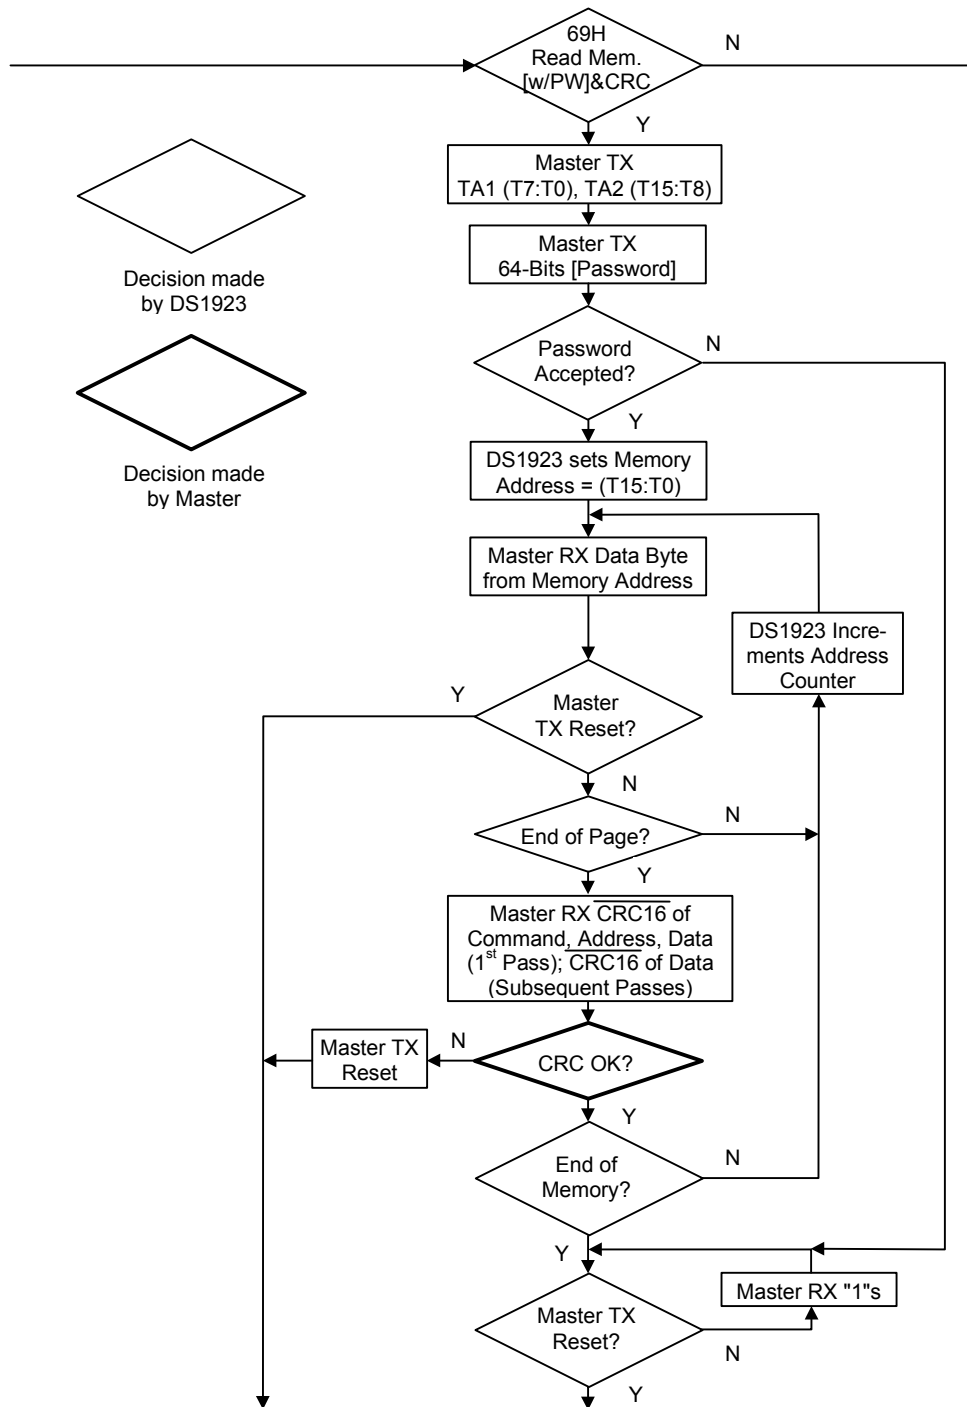 69H
Read Mem.
[w/PW]&CRC
N
Y
Master TX
TA1 (T7:T0), TA2 (T15:T8)
Master TX
64-Bits [Password]
Decision made
by DS1923
Password
Accepted?
N
Y
Decision made
by Master
DS1923 sets Memory
Address = (T15:T0)
Master RX Data Byte
from Memory Address
DS1923 Incre-
ments Address
Counter
Y
Master
TX Reset?
N
End of Page?
N
Y
Master RX CRC16 of
Command, Address, Data
(1st Pass); CRC16 of Data
(Subsequent Passes)
Master TX
Reset
N
CRC OK?
Y
End of
Memory?
N
Y
Master RX "1"s
Master TX
Reset?
N
Y